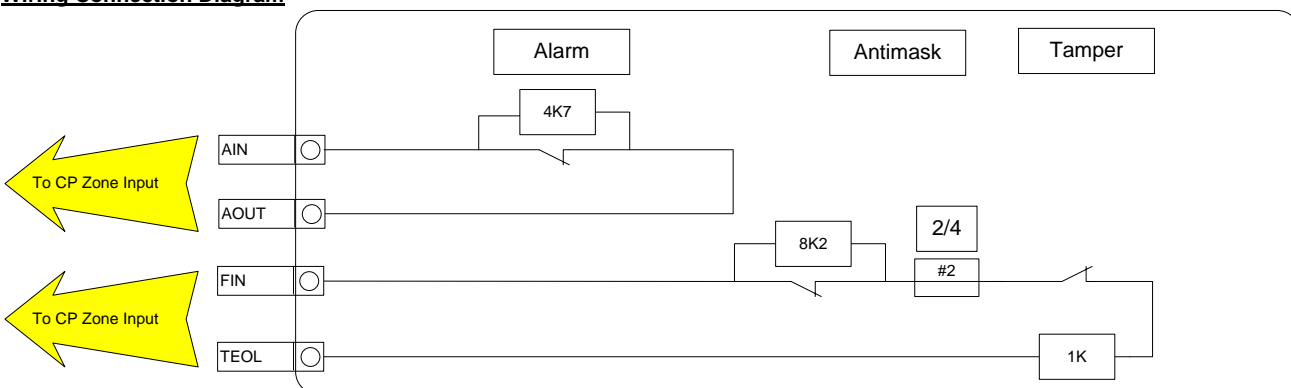 Wiring Connection Diagram
Alarm
Antimask
Tamper
4K7
AIN
To CP Zone Input
AOUT
2/4
8K2
#2
FIN
To CP Zone Input
TEOL
1K